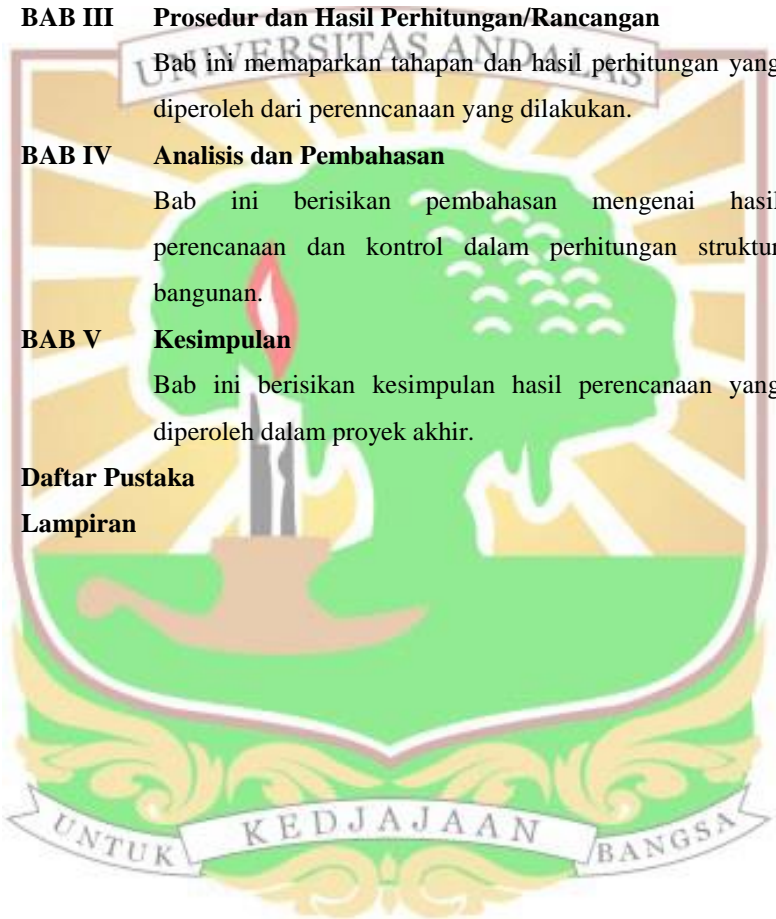 BAB III Prosedur dan Hasil Perhitungan/Rancangan
UNIVERSITAS ANDALAS
Bab ini memaparkan tahapan dan hasil perhitungan yang
diperoleh dari perenncanaan yang dilakukan.
BAB IV Analisis dan Pembahasan
Bab ini berisikan pembahasan mengenai hasil
perencanaan dan kontrol dalam perhitungan struktur
bangunan.
BAB V Kesimpulan
Bab ini berisikan kesimpulan hasil perencanaan yang
diperoleh dalam proyek akhir.
Daftar Pustaka
Lampiran
UNTUK KEDJAJAAN BANGSA